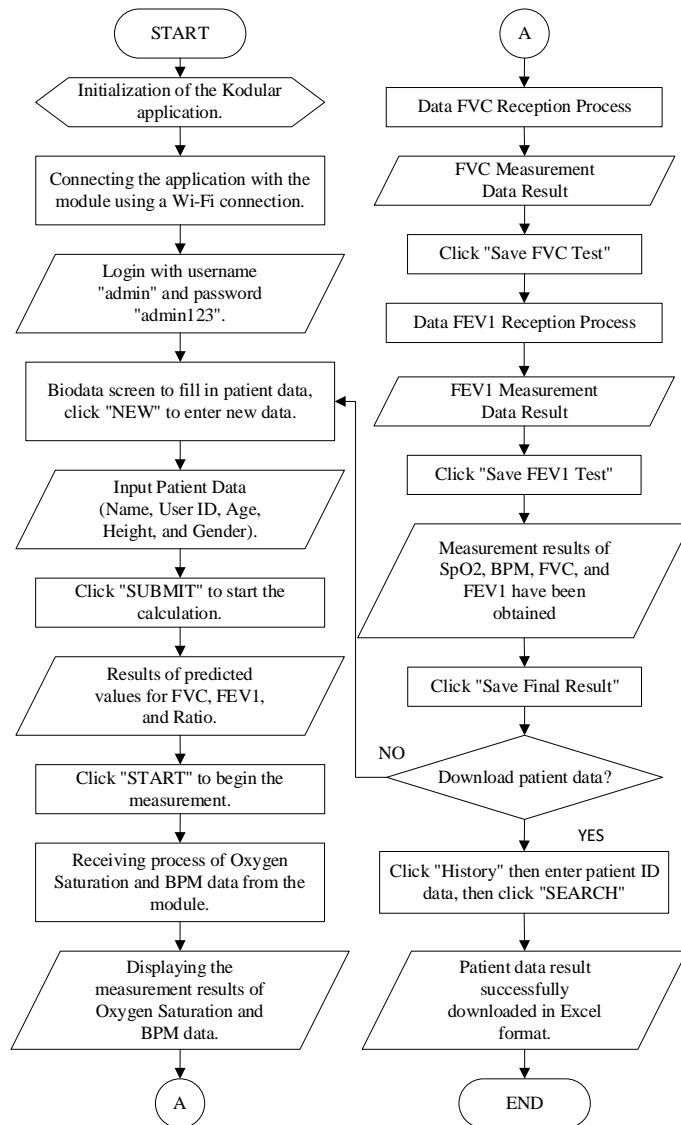 START
Initialization of the Kodular
application.
Connecting the application with the
module using a Wi-Fi connection.
Login with username
"admin" and password
"admin123".
Biodata screen to fill in patient data,
click "NEW" to enter new data.
Input Patient Data
(Name, User ID, Age,
Height, and Gender).
Click "SUBMIT" to start the
calculation.
Results of predicted
values for FVC, FEV1,
and Ratio.
Click "START" to begin the
measurement.
Receiving process of Oxygen
Saturation and BPM data from the
module.
Displaying the
measurement results of
Oxygen Saturation and
BPM data.
A
A
Data FVC Reception Process
FVC Measurement
Data Result
Click "Save FVC Test"
Data FEV1 Reception Process
FEV1 Measurement
Data Result
Click "Save FEV1 Test"
Measurement results of
SpO2, BPM, FVC, and
FEV1 have been
obtained
Click "Save Final Result"
NO
Download patient data?
YES
Click "History" then enter patient ID
data, then click "SEARCH"
Patient data result
successfully
downloaded in Excel
format.
END